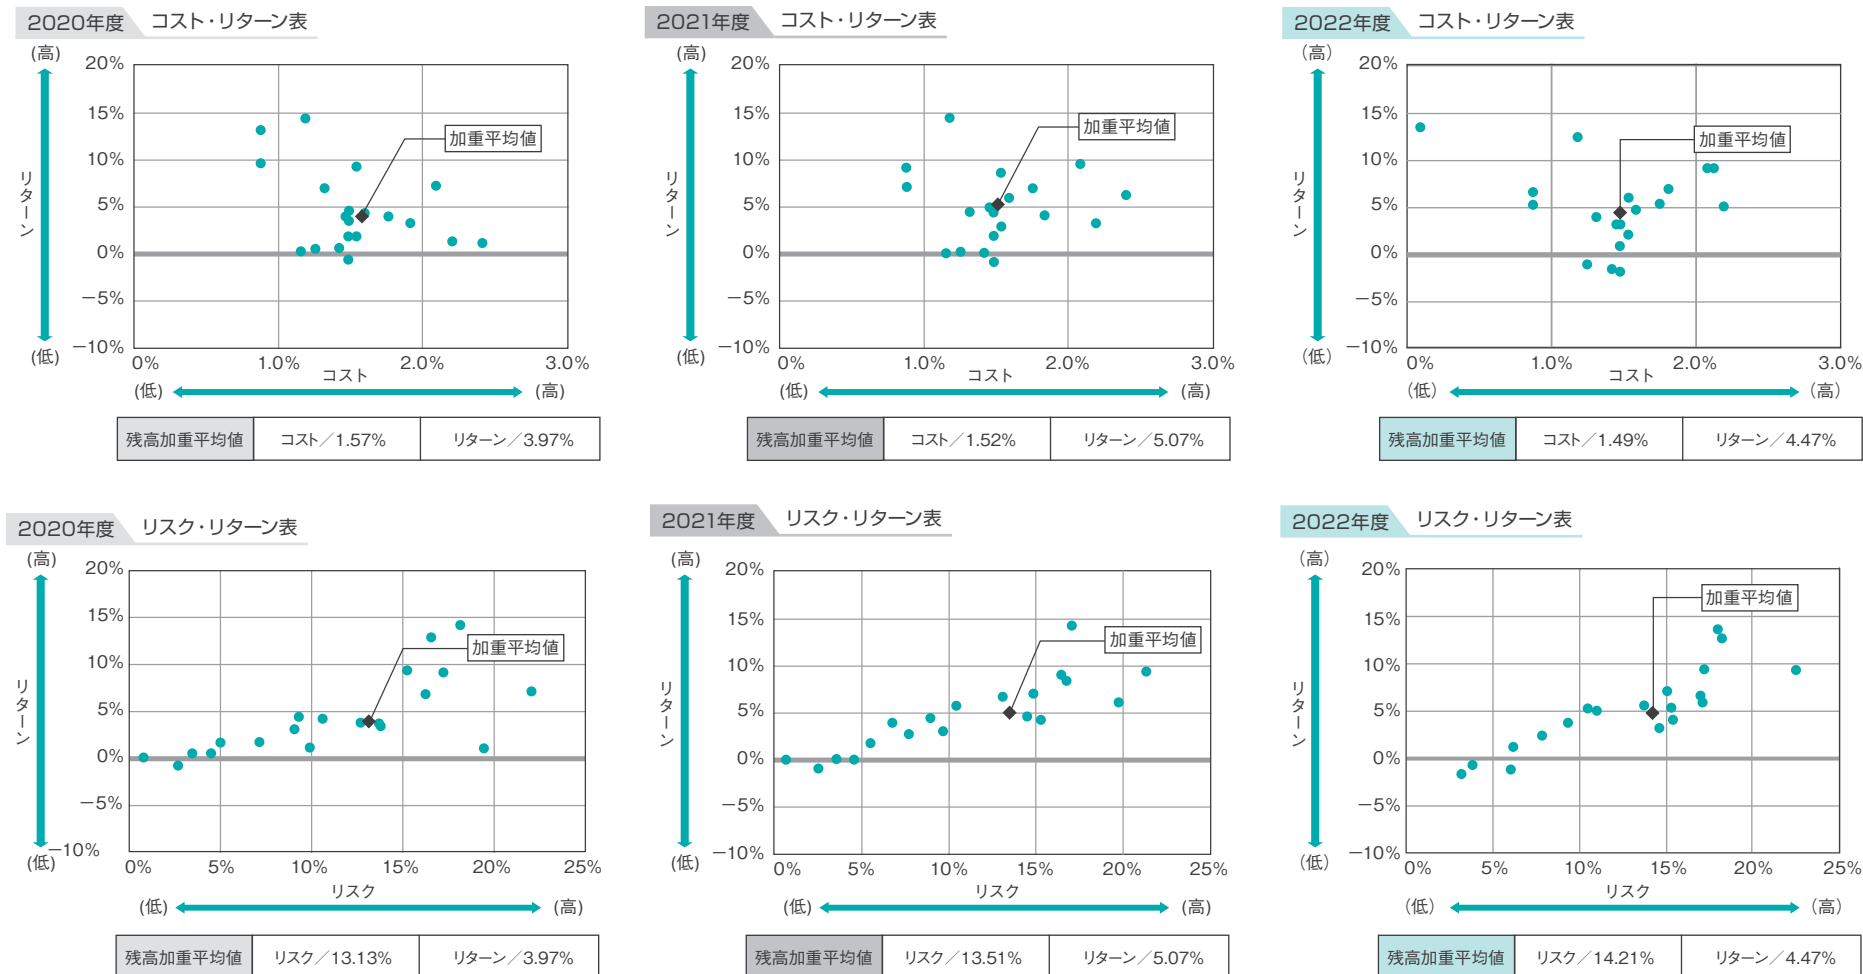 2020年度 コスト・リターン表
(高)
20%
15%
10%
5%
0%
−5%
−10%
リターン
(低)
加重平均値
0% 1.0% 2.0% 3.0%
コスト
(低) (高)
残高加重平均値 コスト／1.57% リターン／3.97%
2021年度 コスト・リターン表
(高)
20%
15%
10%
5%
0%
−5%
−10%
リターン
(低)
加重平均値
0% 1.0% 2.0% 3.0%
コスト
(低) (高)
残高加重平均値 コスト／1.52% リターン／5.07%
2022年度 コスト・リターン表
（高）
20%
15%
10%
5%
0%
−5%
−10%
リターン
（低）
加重平均値
0% 1.0% 2.0% 3.0%
コスト
（低） （高）
残高加重平均値 コスト／1.49% リターン／4.47%
2020年度 リスク・リターン表
(高)
20%
15%
10%
5%
0%
−5%
−10%
リターン
(低)
加重平均値
0% 5% 10% 15% 20% 25%
リスク
(低) (高)
残高加重平均値 リスク／13.13% リターン／3.97%
2021年度 リスク・リターン表
(高)
20%
15%
10%
5%
0%
−5%
−10%
リターン
(低)
加重平均値
0% 5% 10% 15% 20% 25%
リスク
(低) (高)
残高加重平均値 リスク／13.51% リターン／5.07%
2022年度 リスク・リターン表
（高）
20%
15%
10%
5%
0%
−5%
−10%
リターン
（低）
加重平均値
0% 5% 10% 15% 20% 25%
リスク
（低） （高）
残高加重平均値 リスク／14.21% リターン／4.47%